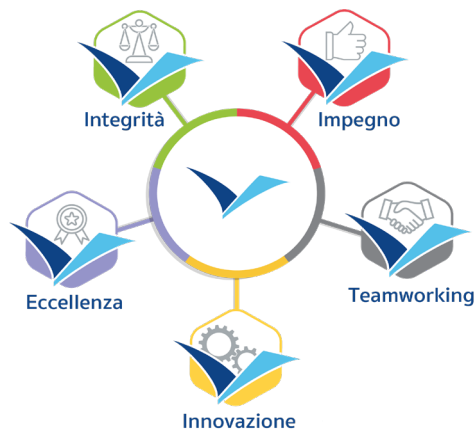 Integrità
Impegno
Eccellenza
Teamworking
Innovazione